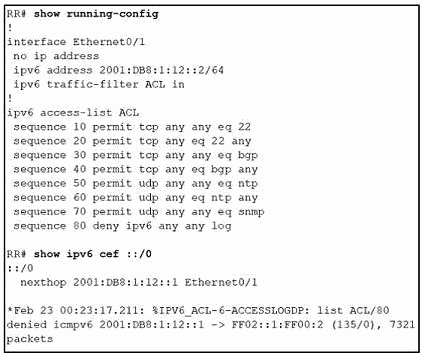 RR# show running-config
!
interface Ethernet0/1
no ip address
ipv6 address 2001:DB8:1:12::2/64
ipv6 traffic-filter ACL in
!
ipv6 access-list ACL
sequence 10 permit tcp any any eq 22
sequence 20 permit tcp any eq 22 any
sequence 30 permit tcp any any eq bgp
sequence 40 permit tcp any eq bgp any
sequence 50 permit udp any any eq ntp
sequence 60 permit udp any eq ntp any
sequence 70 permit udp any any eq snmp
sequence 80 deny ipv6 any any log
RR# show ipv6 cef ::/0
::/0
nexthop 2001:DB8:1:12::1 Ethernet0/1
*Feb 23 00:23:17.211: %IPV6_ACL-6-ACCESSLOGDP: list ACL/80
denied icmpv6 2001:DB8:1:12::1 -> FF02::1:FF00:2 (135/0), 7321
packets